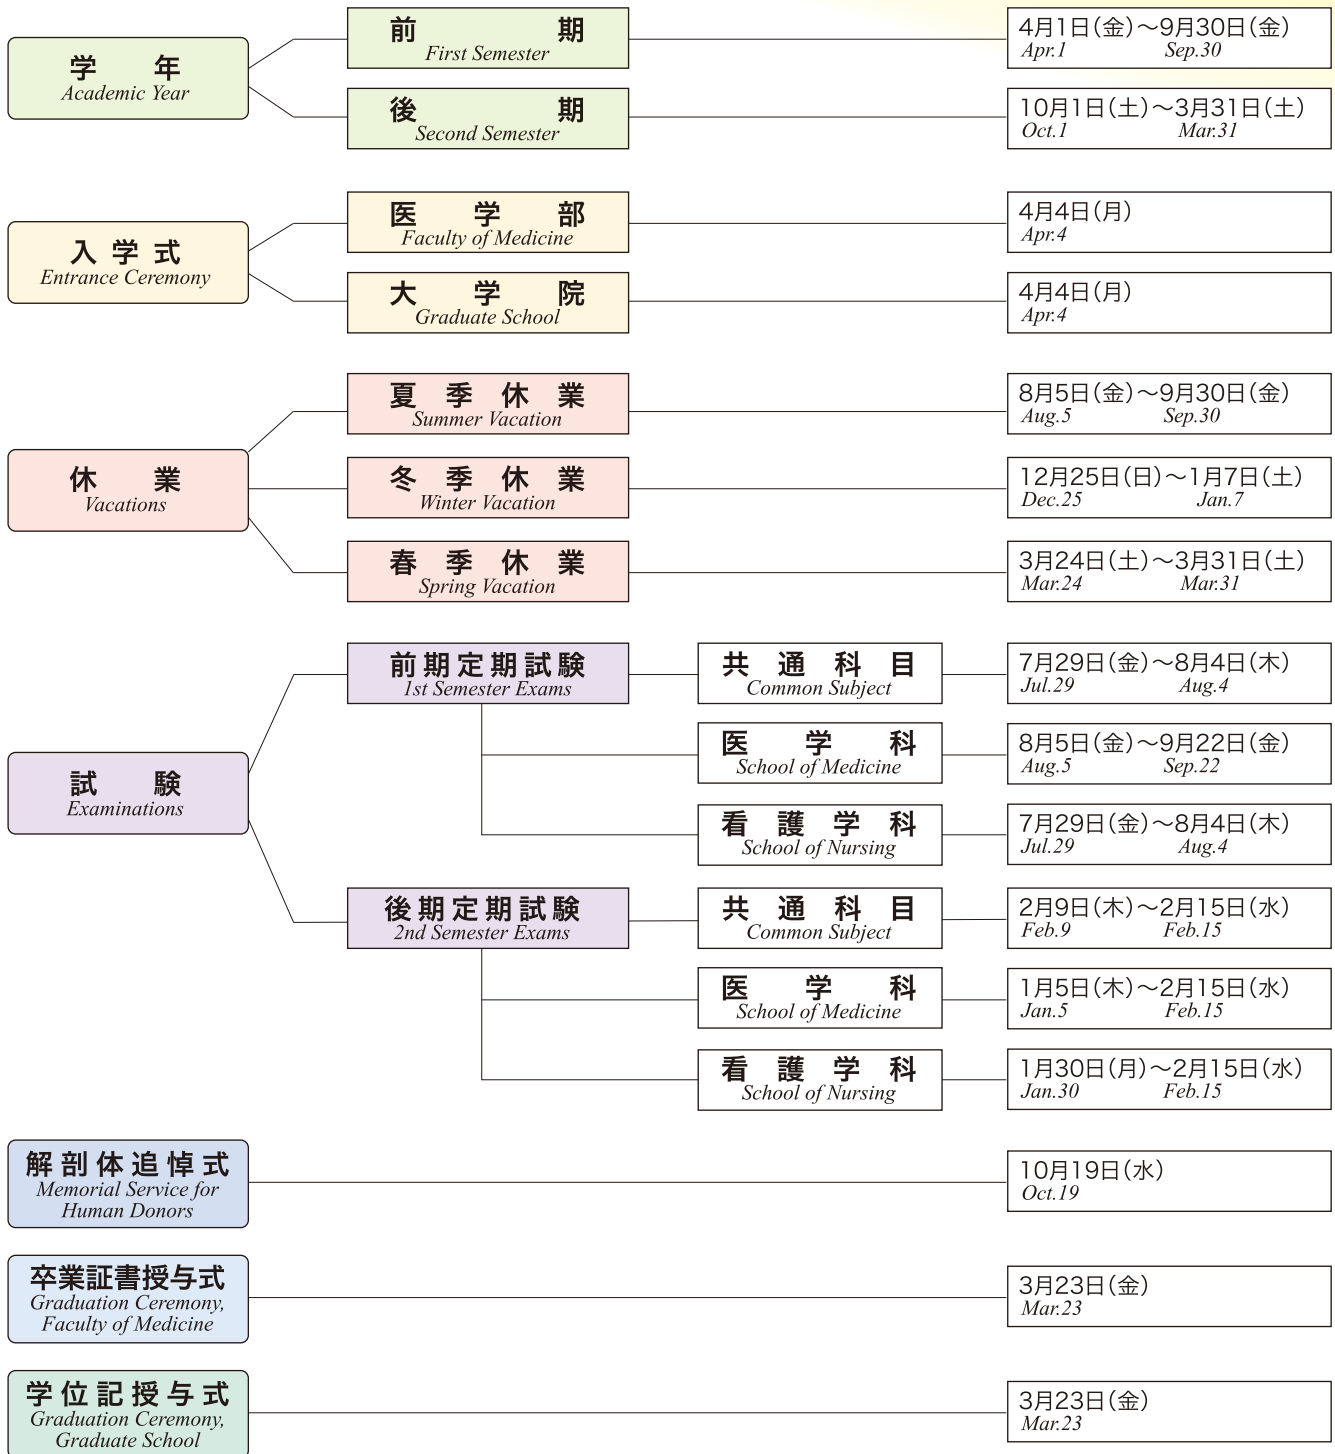 学年
Academic Year
前期
First Semester
4月1日(金)～9月30日(金)
Apr.1 Sep.30
後期
Second Semester
10月1日(土)～3月31日(土)
Oct.1 Mar.31
入学式
Entrance Ceremony
医学部
Faculty of Medicine
4月4日(月)
Apr.4
大学院
Graduate School
4月4日(月)
Apr.4
休業
Vacations
夏季休業
Summer Vacation
8月5日(金)～9月30日(金)
Aug.5 Sep.30
冬季休業
Winter Vacation
12月25日(日)～1月7日(土)
Dec.25 Jan.7
春季休業
Spring Vacation
3月24日(土)～3月31日(土)
Mar.24 Mar.31
試験
Examinations
前期定期試験
1st Semester Exams
共通科目
Common Subject
7月29日(金)～8月4日(木)
Jul.29 Aug.4
医学科
School of Medicine
8月5日(金)～9月22日(金)
Aug.5 Sep.22
看護学科
School of Nursing
7月29日(金)～8月4日(木)
Jul.29 Aug.4
後期定期試験
2nd Semester Exams
共通科目
Common Subject
2月9日(木)～2月15日(水)
Feb.9 Feb.15
医学科
School of Medicine
1月5日(木)～2月15日(水)
Jan.5 Feb.15
看護学科
School of Nursing
1月30日(月)～2月15日(水)
Jan.30 Feb.15
解剖体追悼式
Memorial Service for
Human Donors
10月19日(水)
Oct.19
卒業証書授与式
Graduation Ceremony,
Faculty of Medicine
3月23日(金)
Mar.23
学位記授与式
Graduation Ceremony,
Graduate School
3月23日(金)
Mar.23